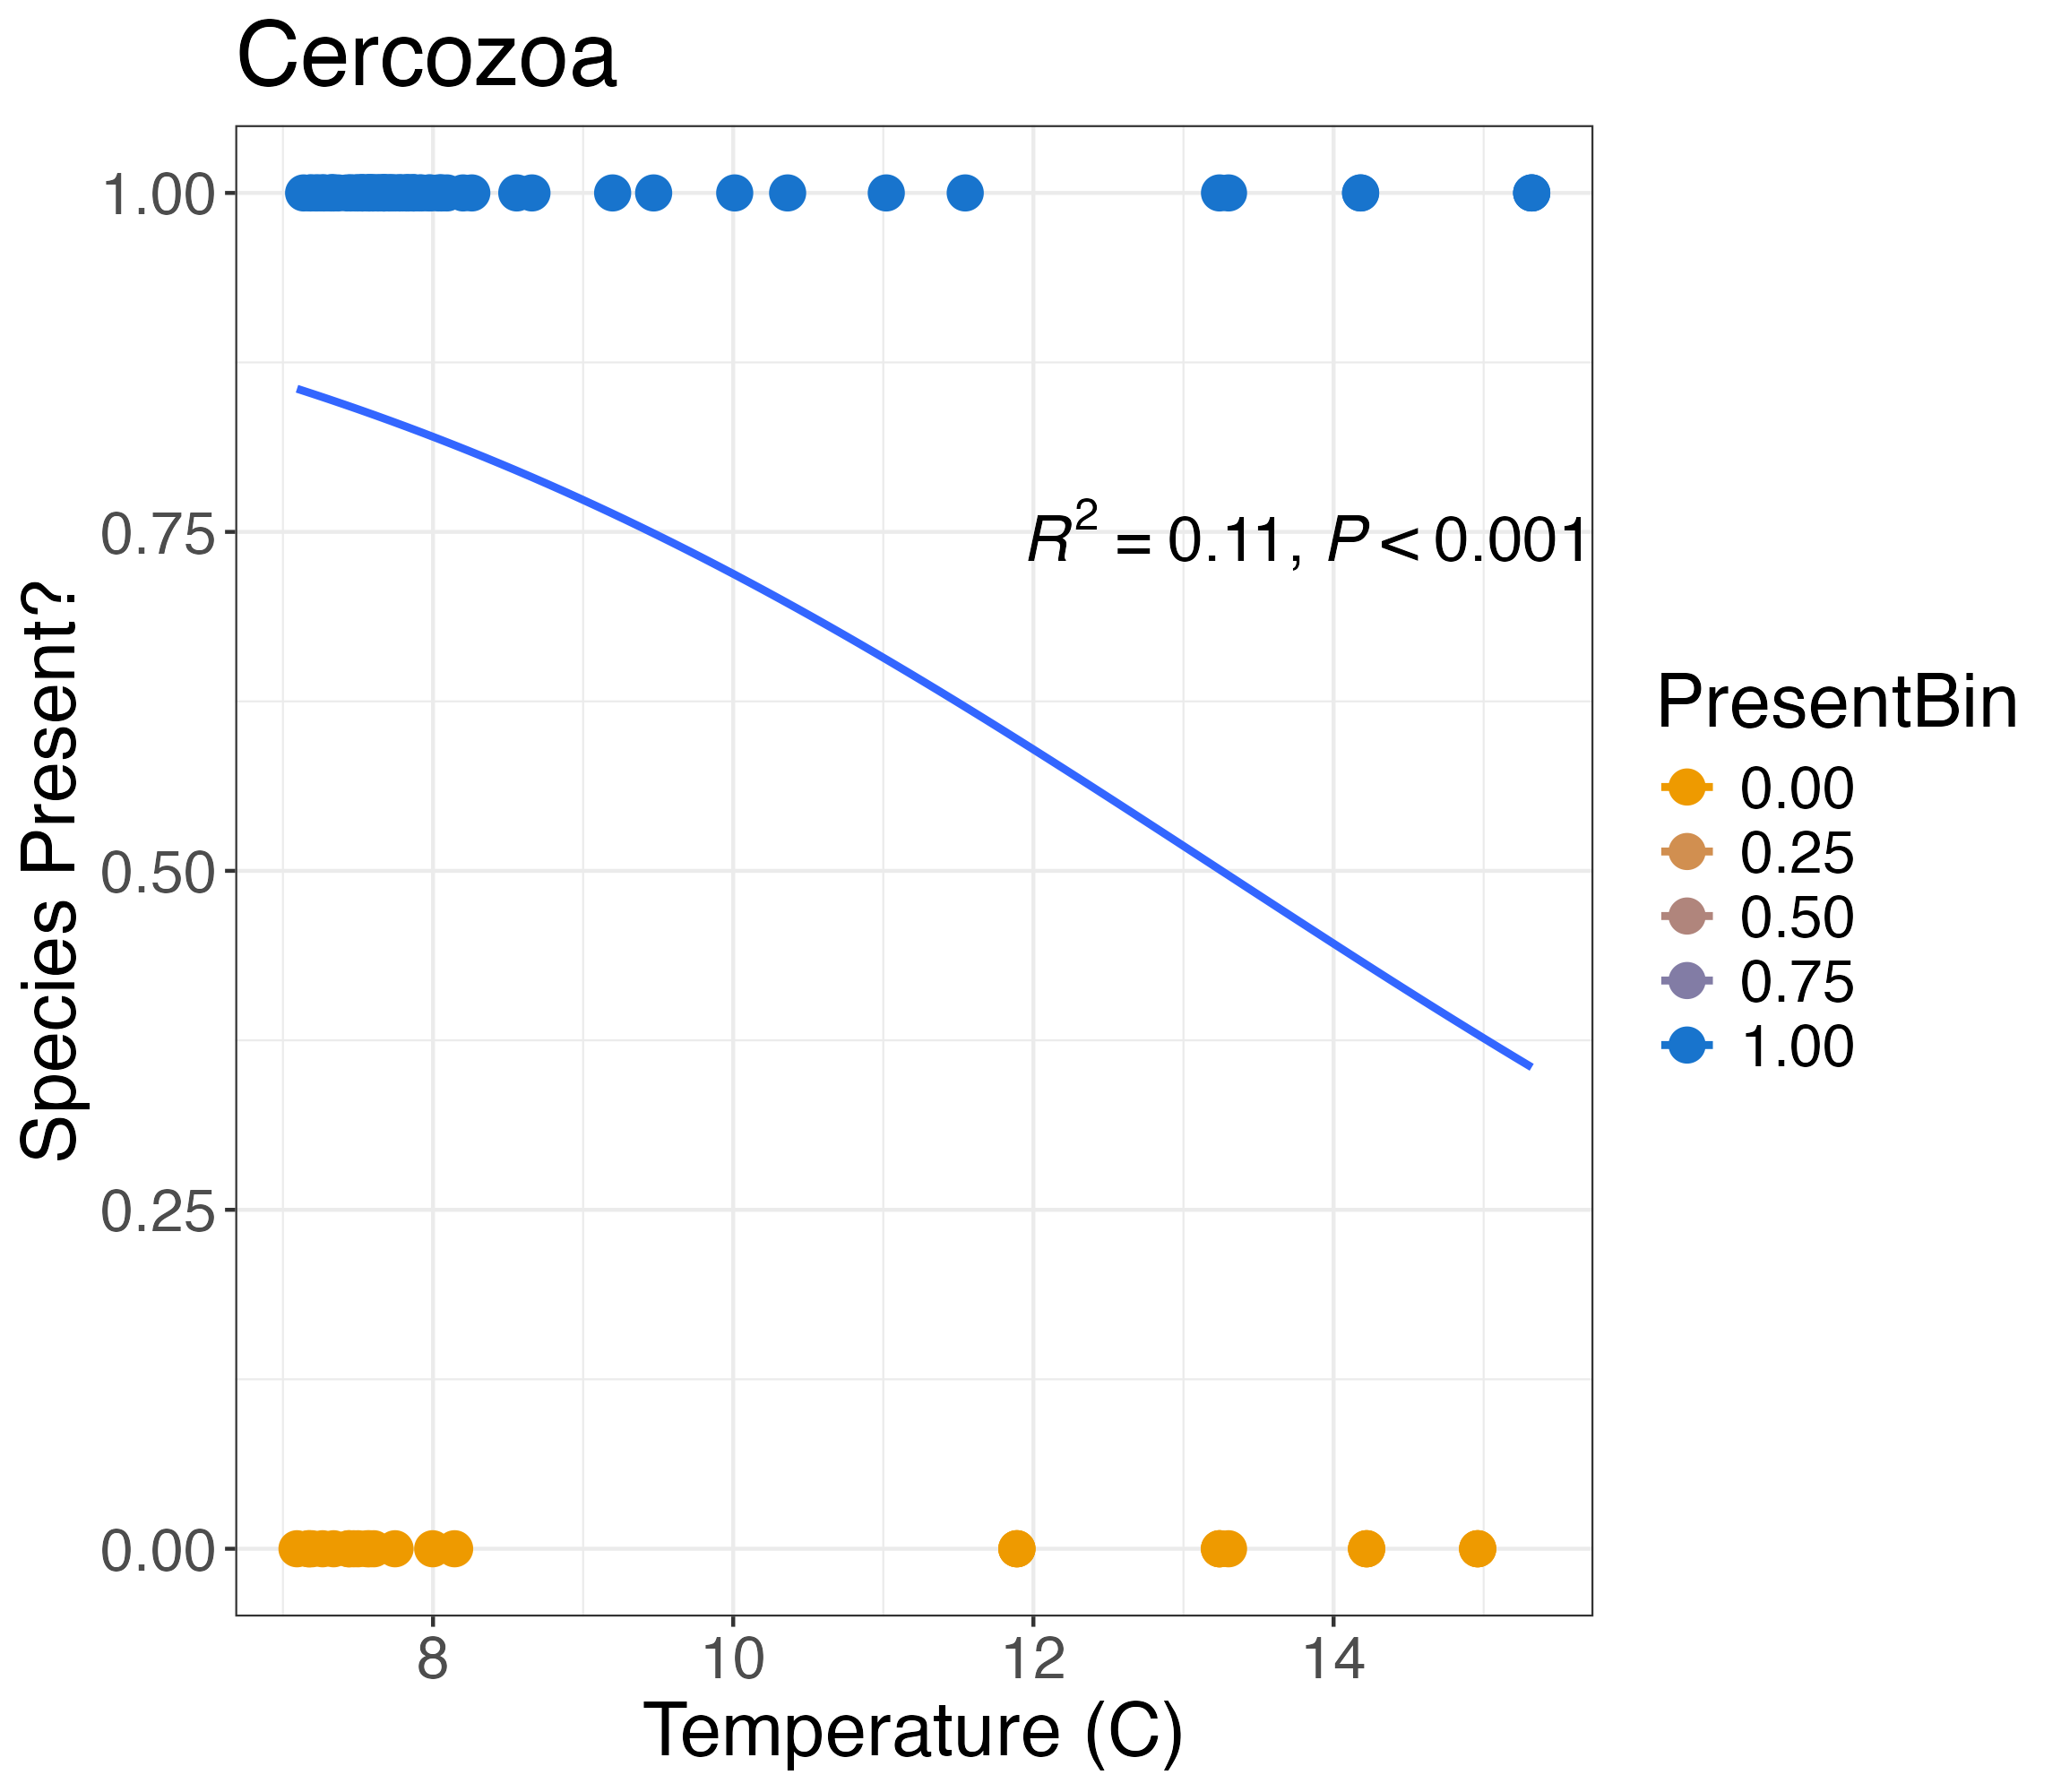 Cercozoa
1.00
0.75
0.50
0.25
0.00
Species Present?
R² = 0.11, P < 0.001
8 10 12 14
Temperature (C)
PresentBin
0.00
0.25
0.50
0.75
1.00